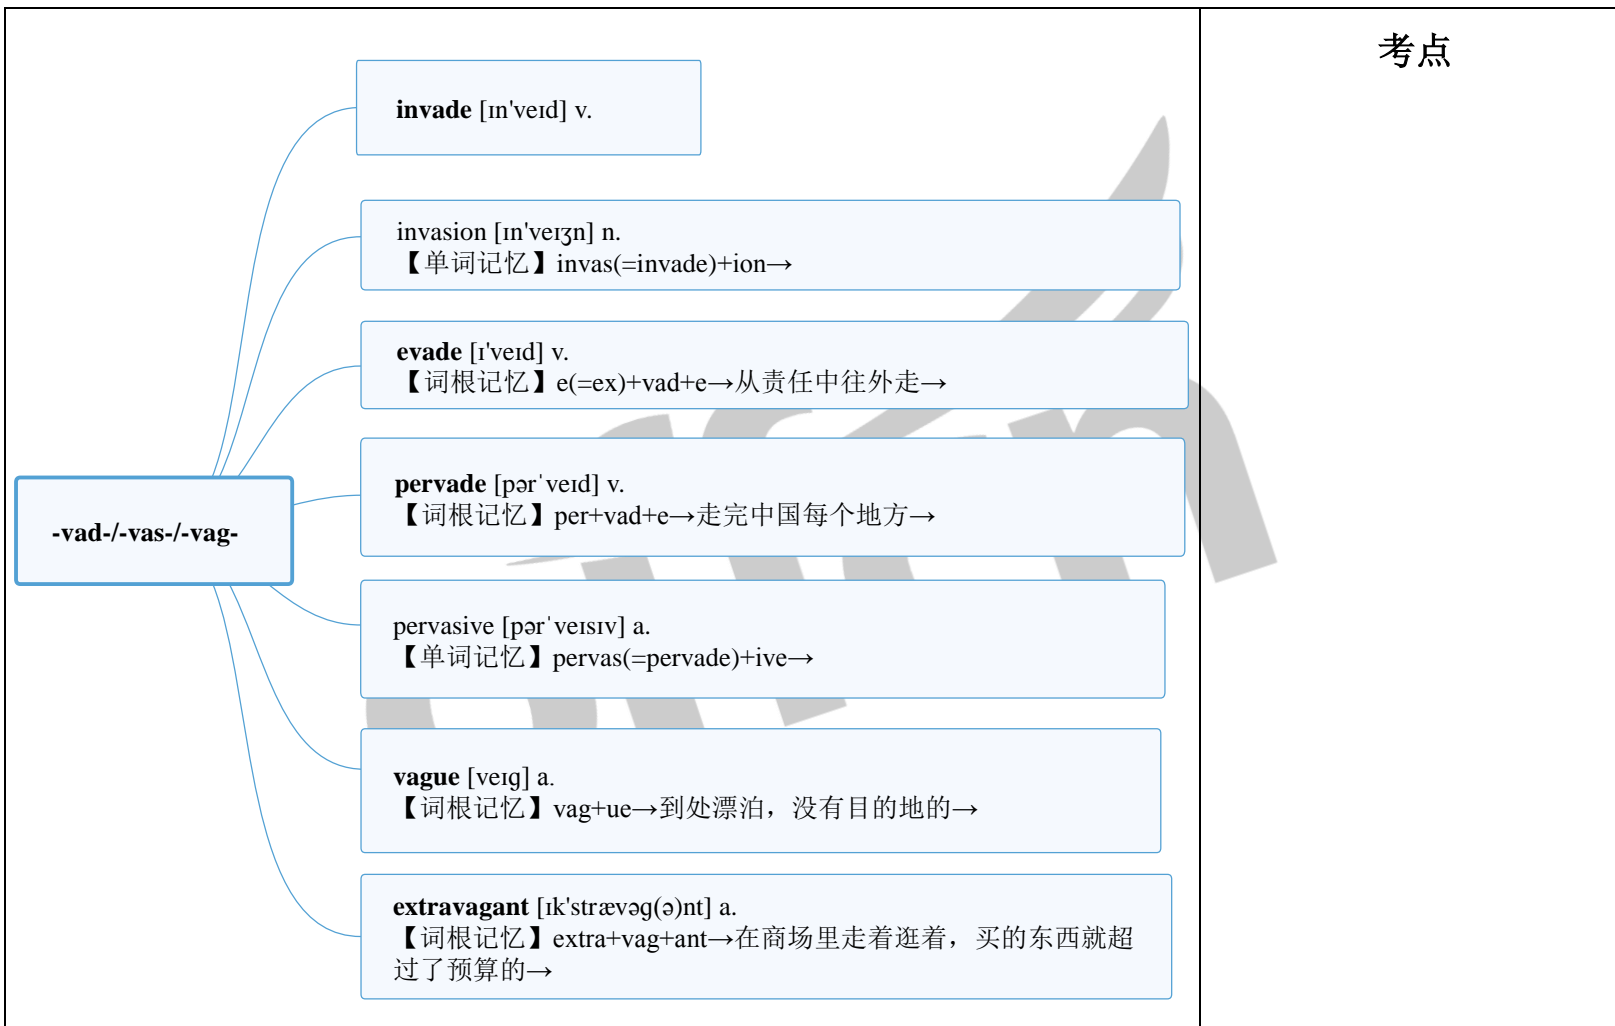 考点
invade [ɪn'veɪd] v.
invasion [ɪn'veɪʒn] n.
【单词记忆】invas(=invade)+ion→
evade [ɪ'veɪd] v.
【词根记忆】e(=ex)+vad+e→从责任中往外走→
pervade [pərˈveɪd] v.
【词根记忆】per+vad+e→走完中国每个地方→
-vad-/-vas-/-vag-
pervasive [pərˈveɪsɪv] a.
【单词记忆】pervas(=pervade)+ive→
vague [veɪɡ] a.
【词根记忆】vag+ue→到处漂泊，没有目的地的→
extravagant [ɪk'strævəɡ(ə)nt] a.
【词根记忆】extra+vag+ant→在商场里走着逛着，买的东西就超
过了预算的→